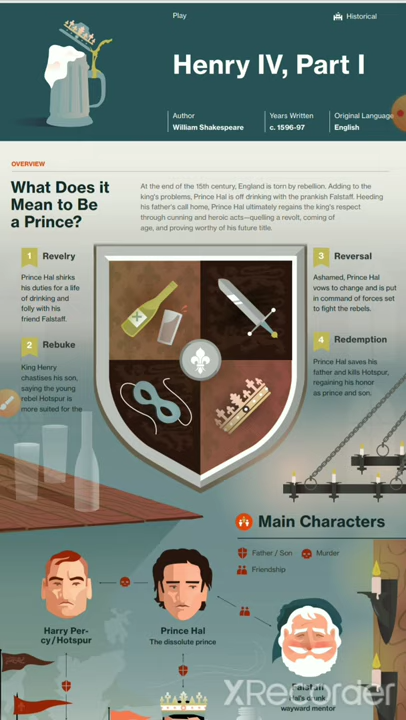 Play
Historical
Henry IV, Part I
Author
William Shakespeare
Years Written
c. 1596-97
Original Language
English
OVERVIEW
What Does it
Mean to Be
a Prince?
At the end of the 15th century, England is torn by rebellion. Adding to the
king's problems, Prince Hal is off drinking with the prankish Falstaff. Heeding
his father's call home, Prince Hal ultimately regains the king's respect
through cunning and heroic acts—quelling a revolt, coming of
age, and proving worthy of his future title.
1 Revelry
Prince Hal shirks
his duties for a life
of drinking and
folly with his
friend Falstaff.
2 Rebuke
King Henry
chastises his son,
saying the young
rebel Hotspur is
more suited for the
3 Reversal
Ashamed, Prince Hal
vows to change and is put
in command of forces set
to fight the rebels.
4 Redemption
Prince Hal saves his
father and kills Hotspur,
regaining his honor
as prince and son.
Main Characters
Father / Son
Murder
Friendship
Harry Per-
cy/Hotspur
Prince Hal
The dissolute prince
Falstaff
Hal's drunk,
wayward mentor
XRecorder